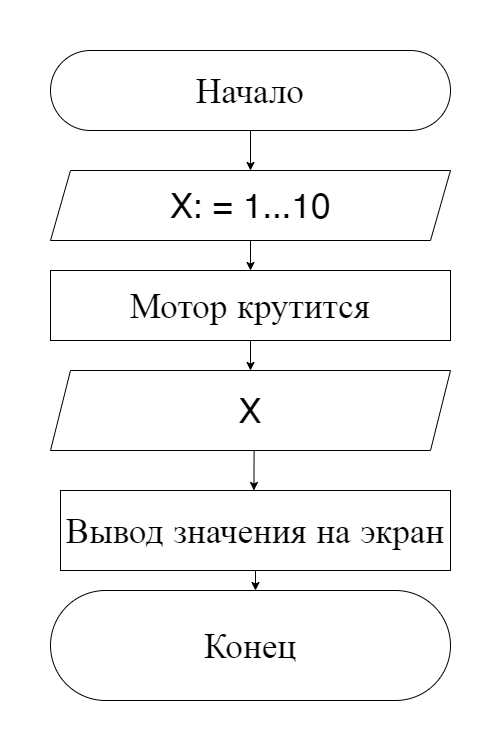 Начало
X: = 1...10
Мотор крутится
X
Вывод значения на экран
Конец